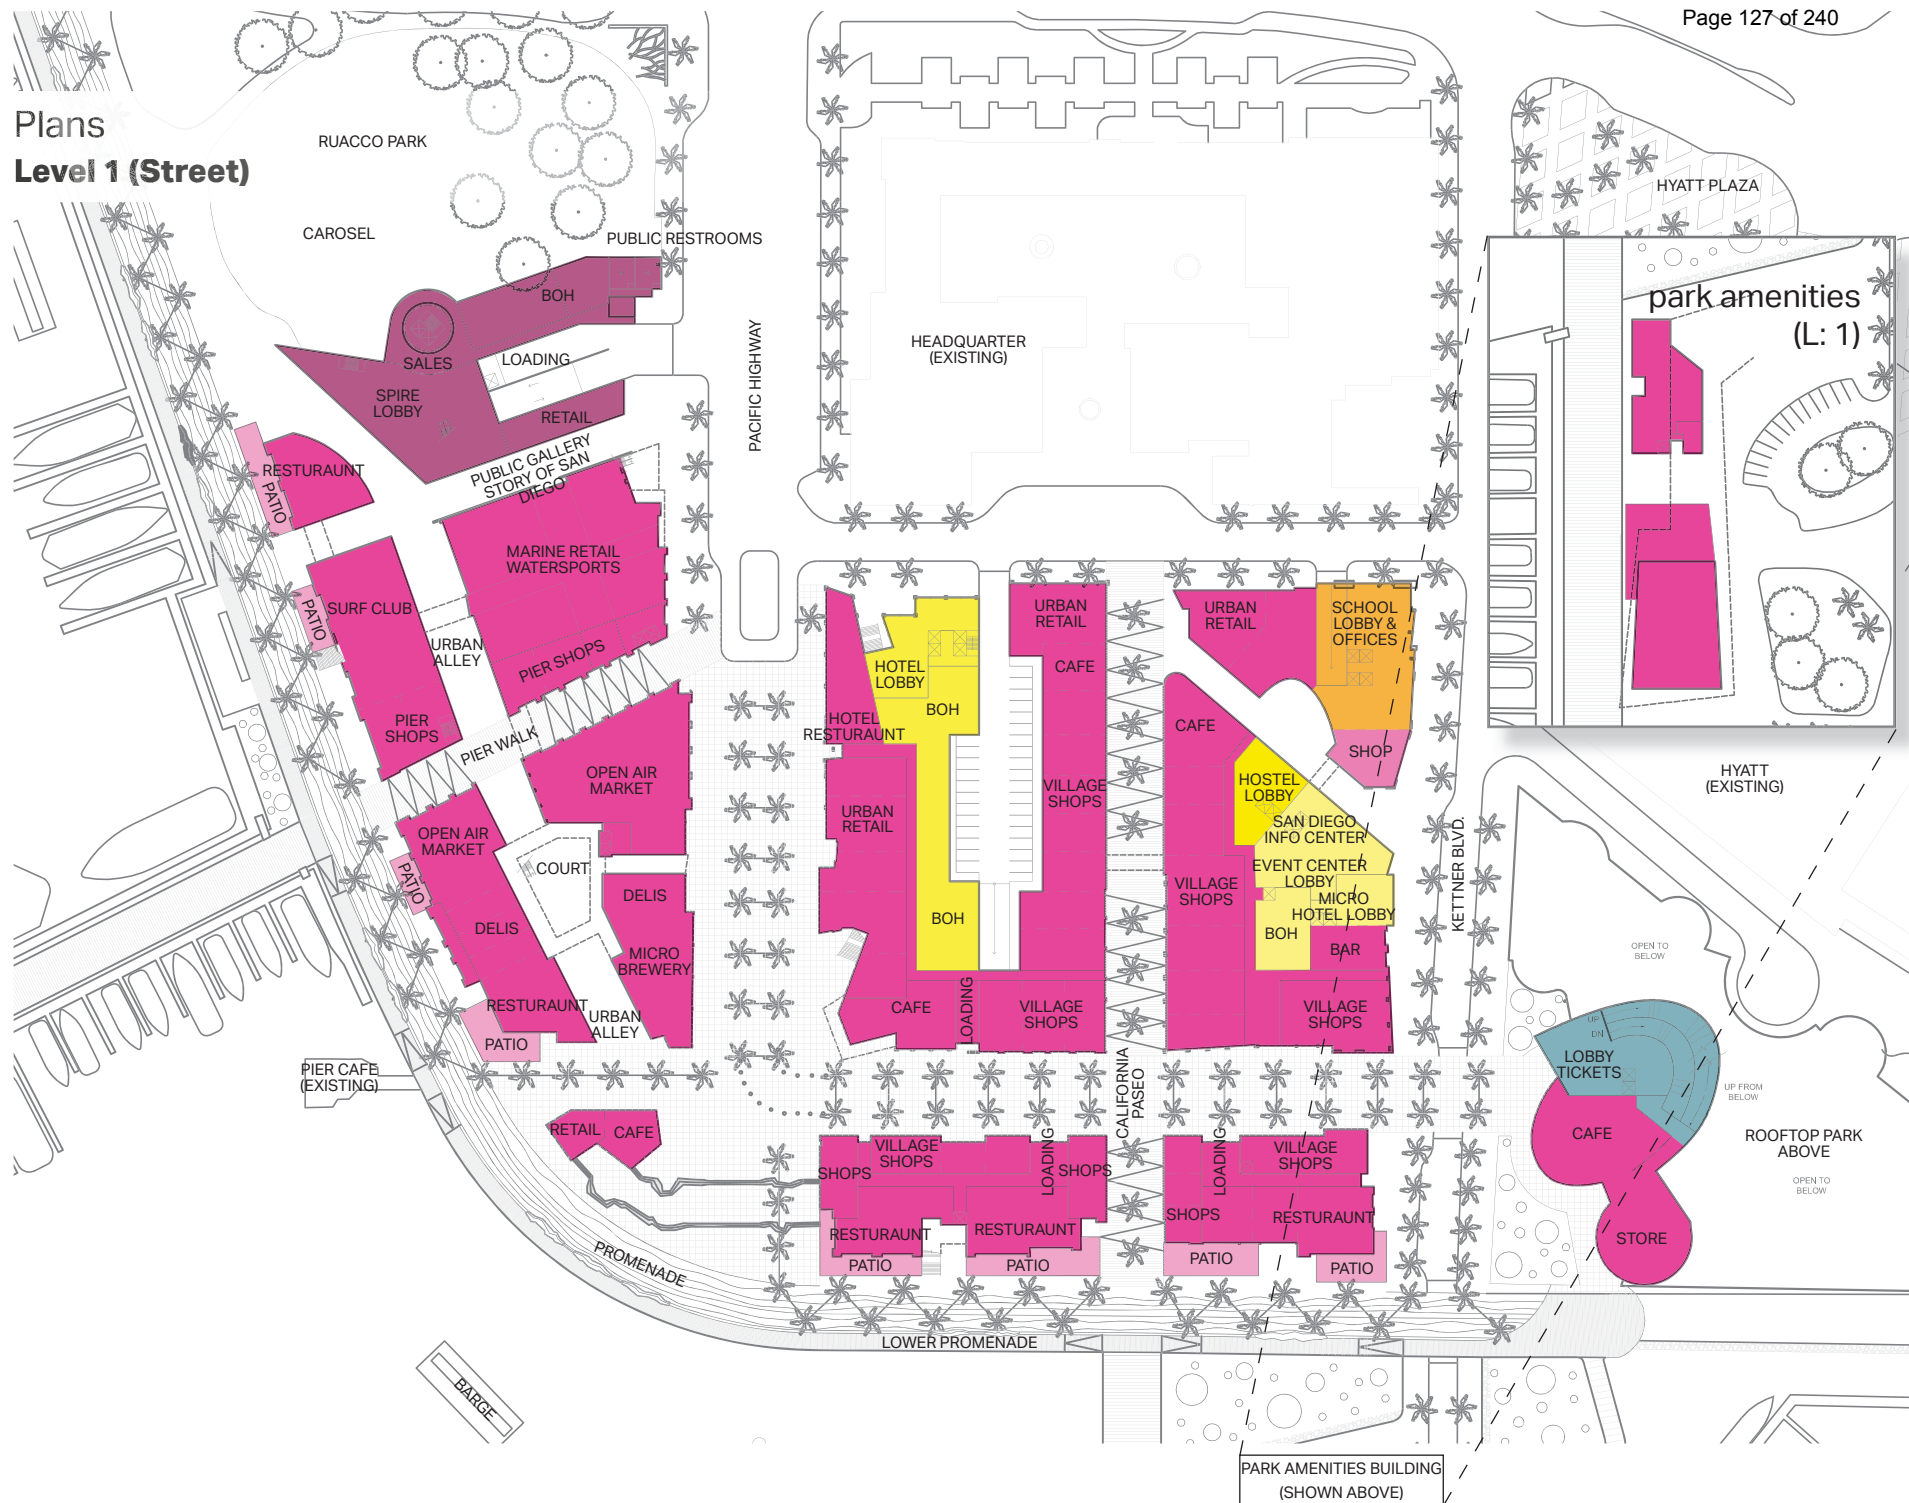 Page 127 of 240
Plans
Level 1 (Street)
RUACCO PARK
CAROSEL
PUBLIC RESTROOMS
BOH
SALES
LOADING
SPIRE
LOBBY
RETAIL
PUBLIC GALLERY
STORY OF SAN
DIEGO
PACIFIC HIGHWAY
HEADQUARTER
(EXISTING)
HYATT PLAZA
park amenities
(L: 1)
RESTURAUNT
PATIO
MARINE RETAIL
WATERSPORTS
SURF CLUB
PATIO
URBAN
ALLEY
PIER SHOPS
PIER
SHOPS
PIER WALK
OPEN AIR
MARKET
OPEN AIR
MARKET
PATIO
COURT
DELIS
DELIS
MICRO
BREWERY
RESTURAUNT
URBAN
ALLEY
PATIO
PIER CAFE
(EXISTING)
HOTEL
LOBBY
BOH
HOTEL
RESTURAUNT
URBAN
RETAIL
BOH
CAFE
LOADING
VILLAGE
SHOPS
URBAN
RETAIL
CAFE
VILLAGE
SHOPS
URBAN
RETAIL
SCHOOL
LOBBY &
OFFICES
CAFE
SHOP
HOSTEL
LOBBY
SAN DIEGO
INFO CENTER
EVENT CENTER
LOBBY
MICRO
HOTEL LOBBY
BOH
BAR
VILLAGE
SHOPS
VILLAGE
SHOPS
KETTNER BLVD.
HYATT
(EXISTING)
OPEN TO
BELOW
UP
DN
LOBBY
TICKETS
UP FROM
BELOW
CAFE
ROOFTOP PARK
ABOVE
OPEN TO
BELOW
STORE
CALIFORNIA
PASEO
RETAIL
CAFE
SHOPS
VILLAGE
SHOPS
LOADING
SHOPS
RESTURAUNT
RESTURAUNT
PATIO
PATIO
LOADING
VILLAGE
SHOPS
SHOPS
RESTURAUNT
PATIO
PATIO
PROMENADE
LOWER PROMENADE
BARGE
PARK AMENITIES BUILDING
(SHOWN ABOVE)